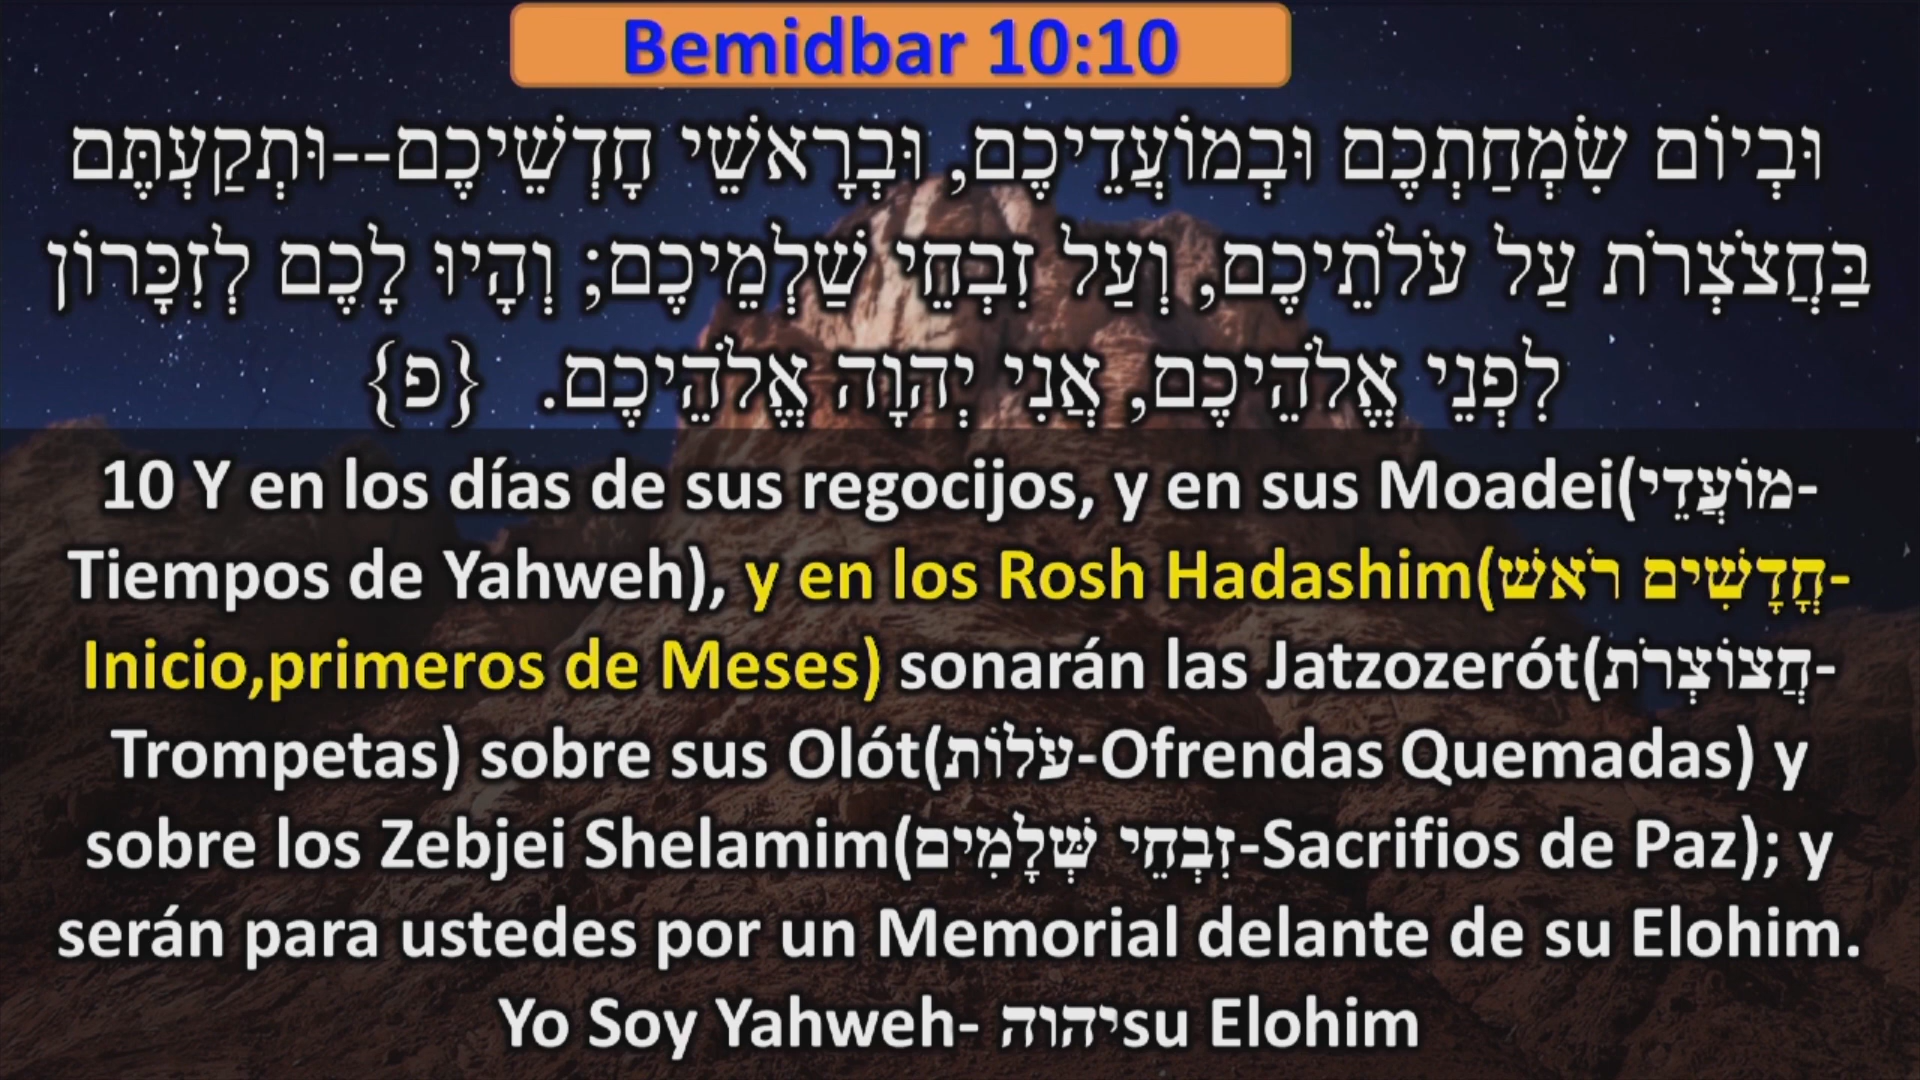 Bemidbar 10:10
וּבְיוֹם שִׂמְחַתְכֶם וּבְמוֹעֲדֵיכֶם, וּבְרָאשֵׁי חָדְשֵׁיכֶם--וּתְקַעְתֶּם
בַּחֲצֹצְרֹת עַל עֹלֹתֵיכֶם, וְעַל זִבְחֵי שַׁלְמֵיכֶם; וְהָיוּ לָכֶם לְזִכָּרוֹן
לִפְנֵי אֱלֹהֵיכֶם, אֲנִי יְהוָה אֱלֹהֵיכֶם. {פ}
10 Y en los días de sus regocijos, y en sus Moadei(מוֹעֲדֵי-
Tiempos de Yahweh), y en los Rosh Hadashim(חֳדָשִׁים רֹאשׁ-
Inicio,primeros de Meses) sonarán las Jatzozerót(חֲצוֹצְרֹת-
Trompetas) sobre sus Olót(עֹלוֹת-Ofrendas Quemadas) y
sobre los Zebjei Shelamim(זִבְחֵי שְּׁלָמִים-Sacrifios de Paz); y
serán para ustedes por un Memorial delante de su Elohim.
Yo Soy Yahweh- יהוהsu Elohim